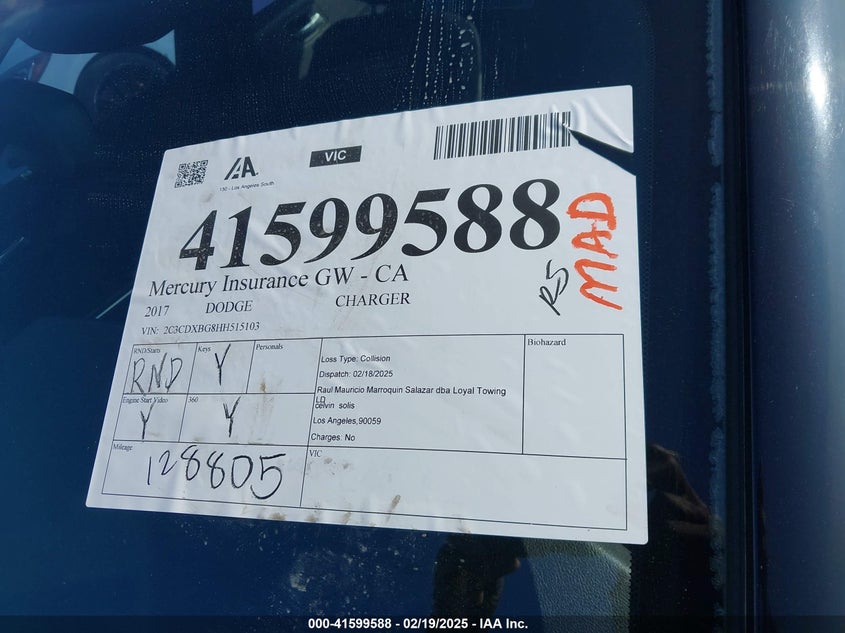 IAA
VIC
130 - Los Angeles South
41599588
MAD
RS
Mercury Insurance GW - CA
2017 DODGE CHARGER
VIN: 2C3CDXBG8HH515103
RND/Starts Keys Personals
RND Y
Engine Start Video 360
Y Y
Mileage
128805
Loss Type: Collision
Dispatch: 02/18/2025
Raul Mauricio Marroquin Salazar dba Loyal Towing
LD
celvin solis
Los Angeles,90059
Charges: No
VIC
Biohazard
000-41599588 - 02/19/2025 - IAA Inc.